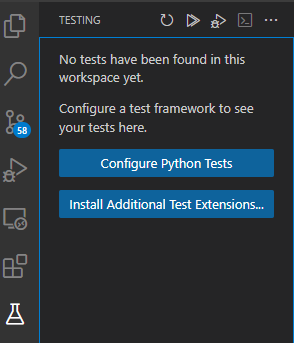 TESTING
No tests have been found in this
workspace yet.
Configure a test framework to see
your tests here.
58
Configure Python Tests
Install Additional Test Extensions...